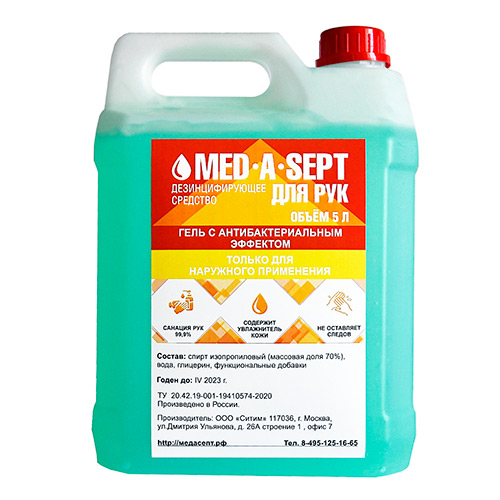 MED·A·SEPT
ДЕЗИНЦИФИРУЮЩЕЕ
СРЕДСТВО
ДЛЯ РУК
ОБЪЁМ 5 Л
ГЕЛЬ С АНТИБАКТЕРИАЛЬНЫМ
ЭФФЕКТОМ
ТОЛЬКО ДЛЯ
НАРУЖНОГО ПРИМЕНЕНИЯ
САНАЦИЯ РУК
99,9%
СОДЕРЖИТ
УВЛАЖНИТЕЛЬ
КОЖИ
НЕ ОСТАВЛЯЕТ
СЛЕДОВ
Состав: спирт изопропиловый (массовая доля 70%),
вода, глицерин, функциональные добавки
Годен до: IV 2023 г.
ТУ 20.42.19-001-19410574-2020
Произведено в России.
Производитель: ООО «Ситим» 117036, г. Москва,
ул.Дмитрия Ульянова, д. 26А строение 1 , офис 7
http://медасепт.рф Тел. 8-495-125-16-65